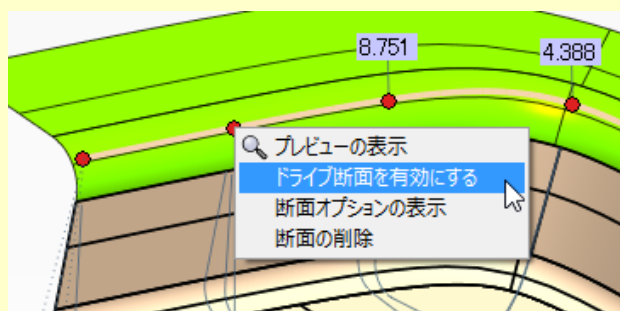 8.751
4.388
プレビューの表示
ドライブ断面を有効にする
断面オプションの表示
断面の削除